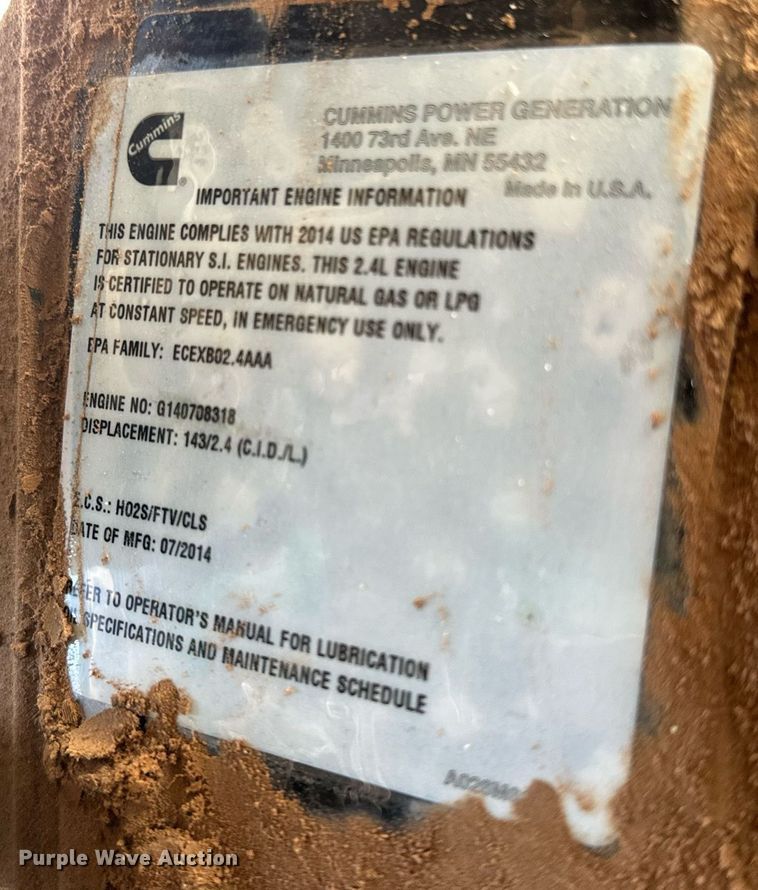 Cummins
CUMMINS POWER GENERATION
1400 73rd Ave. NE
Minneapolis, MN 55432
Made in U.S.A.
IMPORTANT ENGINE INFORMATION
THIS ENGINE COMPLIES WITH 2014 US EPA REGULATIONS
FOR STATIONARY S.I. ENGINES. THIS 2.4L ENGINE
IS CERTIFIED TO OPERATE ON NATURAL GAS OR LPG
AT CONSTANT SPEED, IN EMERGENCY USE ONLY.
EPA FAMILY: ECEXB02.4AAA
ENGINE NO: G140708318
DISPLACEMENT: 143/2.4 (C.I.D./L.)
E.C.S.: HO2S/FTV/CLS
DATE OF MFG: 07/2014
REFER TO OPERATOR'S MANUAL FOR LUBRICATION
OIL SPECIFICATIONS AND MAINTENANCE SCHEDULE
Purple Wave Auction